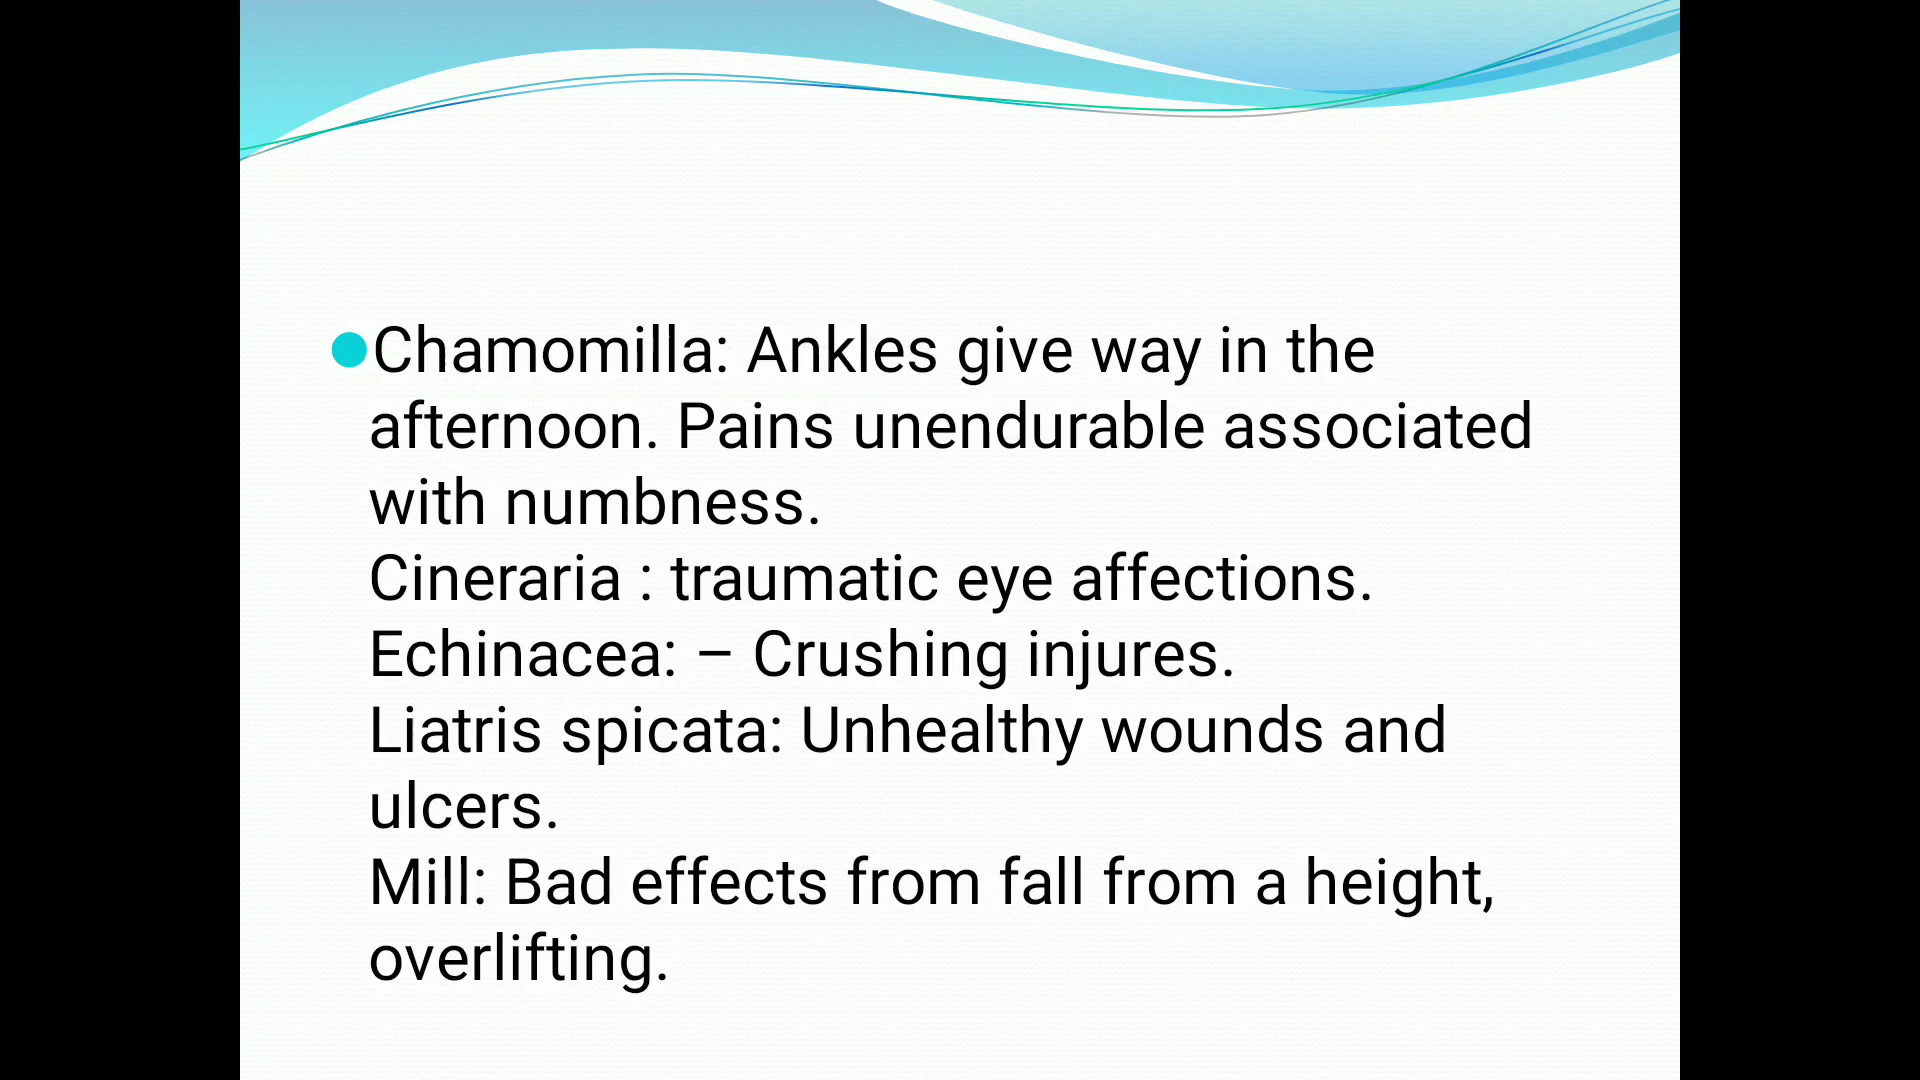 Chamomilla: Ankles give way in the
afternoon. Pains unendurable associated
with numbness.
Cineraria : traumatic eye affections.
Echinacea: – Crushing injures.
Liatris spicata: Unhealthy wounds and
ulcers.
Mill: Bad effects from fall from a height,
overlifting.